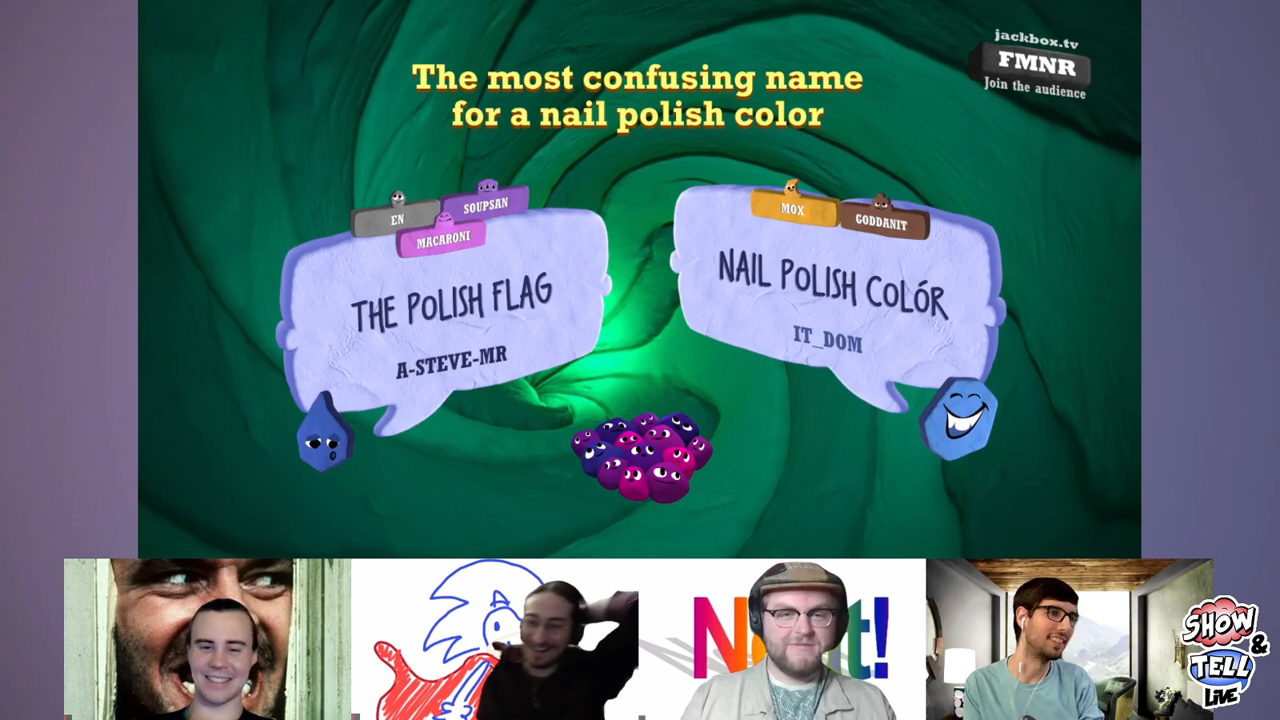 jackbox.tv
FMNR
Join the audience
The most confusing name
for a nail polish color
EN
SOUPSAN
MACARONI
THE POLISH FLAG
A-STEVE-MR
MOX
GODDANIT
NAIL POLISH COLÓR
IT_DOM
SHOW
&
TELL
LIVE